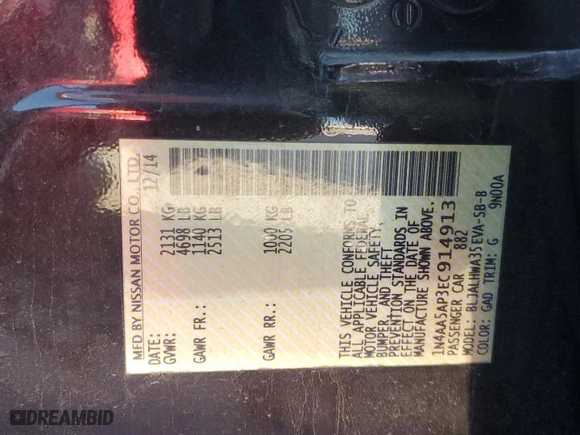 MFD BY NISSAN MOTOR CO., LTD.
DATE: 12/14
GVWR: 2131 KG
4698 LB
GAWR FR: 1140 KG
2513 LB
GAWR RR: 1000 KG
2205 LB
THIS VEHICLE CONFORMS TO
ALL APPLICABLE FEDERAL
MOTOR VEHICLE SAFETY,
BUMPER, AND THEFT
PREVENTION STANDARDS IN
EFFECT ON THE DATE OF
MANUFACTURE SHOWN ABOVE.
1N4AA5AP3EC914913
PASSENGER CAR 882
MODEL: BLJALHWA35EVA-SB-B
COLOR: GAD TRIM: G 9N00A
DREAMBID